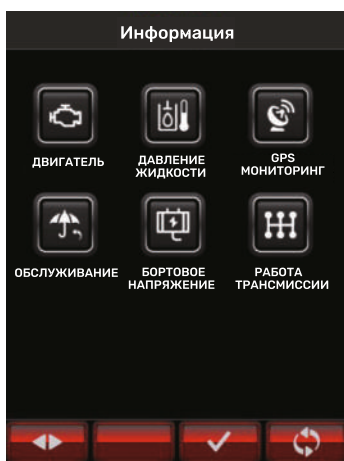 Информация
ДВИГАТЕЛЬ
ДАВЛЕНИЕ
ЖИДКОСТИ
GPS
МОНИТОРИНГ
ОБСЛУЖИВАНИЕ
БОРТОВОЕ
НАПРЯЖЕНИЕ
РАБОТА
ТРАНСМИССИИ